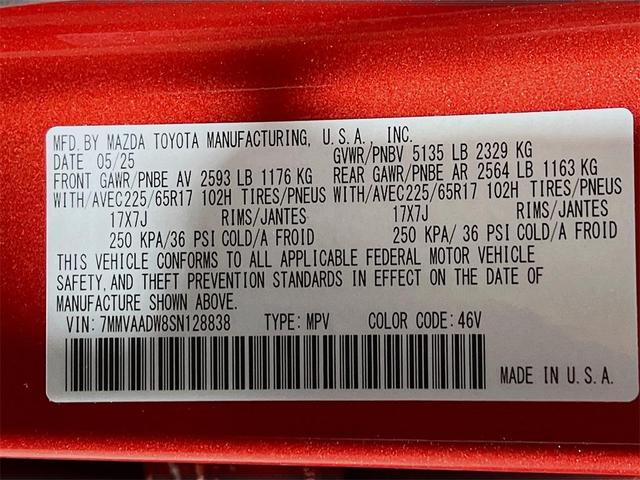 MFD. BY MAZDA TOYOTA MANUFACTURING, U.S.A., INC.
DATE 05/25 GVWR/PNBV 5135 LB 2329 KG
FRONT GAWR/PNBE AV 2593 LB 1176 KG REAR GAWR/PNBE AR 2564 LB 1163 KG
WITH/AVEC225/65R17 102H TIRES/PNEUS WITH/AVEC225/65R17 102H TIRES/PNEUS
17X7J RIMS/JANTES 17X7J RIMS/JANTES
250 KPA/36 PSI COLD/A FROID 250 KPA/ 36 PSI COLD/A FROID
THIS VEHICLE CONFORMS TO ALL APPLICABLE FEDERAL MOTOR VEHICLE
SAFETY, AND THEFT PREVENTION STANDARDS IN EFFECT ON THE DATE OF
MANUFACTURE SHOWN ABOVE.
VIN: 7MMVAADW8SN128838 TYPE: MPV COLOR CODE: 46V
MADE IN U.S.A.